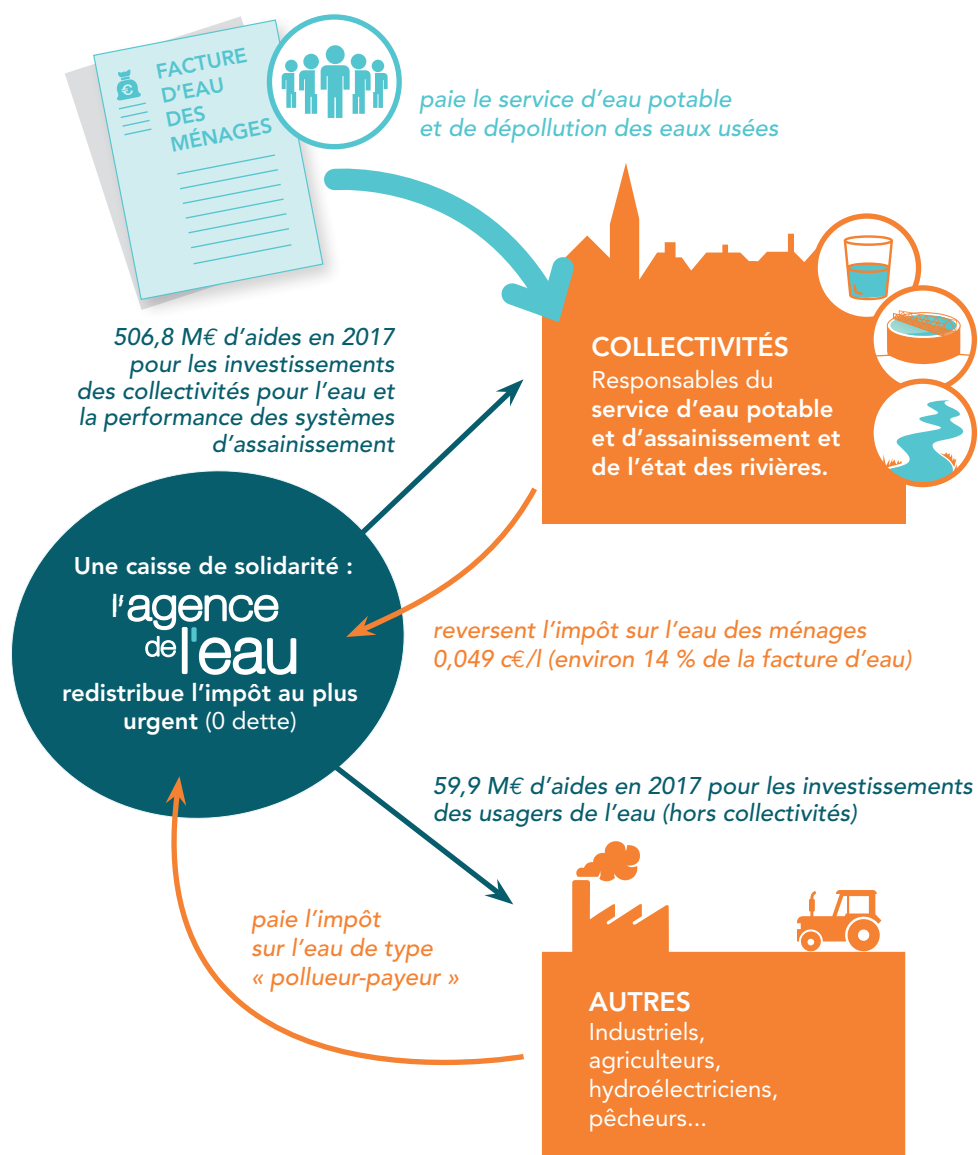 FACTURE
D'EAU
DES
MÉNAGES
€
paie le service d'eau potable
et de dépollution des eaux usées
506,8 M€ d'aides en 2017
pour les investissements
des collectivités pour l'eau et
la performance des systèmes
d'assainissement
COLLECTIVITÉS
Responsables du
service d'eau potable
et d'assainissement et
de l'état des rivières.
Une caisse de solidarité :
l'agence
de l'eau
redistribue l'impôt au plus
urgent (0 dette)
reversent l'impôt sur l'eau des ménages
0,049 c€/l (environ 14 % de la facture d'eau)
59,9 M€ d'aides en 2017 pour les investissements
des usagers de l'eau (hors collectivités)
paie l'impôt
sur l'eau de type
« pollueur-payeur »
AUTRES
Industriels,
agriculteurs,
hydroélectriciens,
pêcheurs...